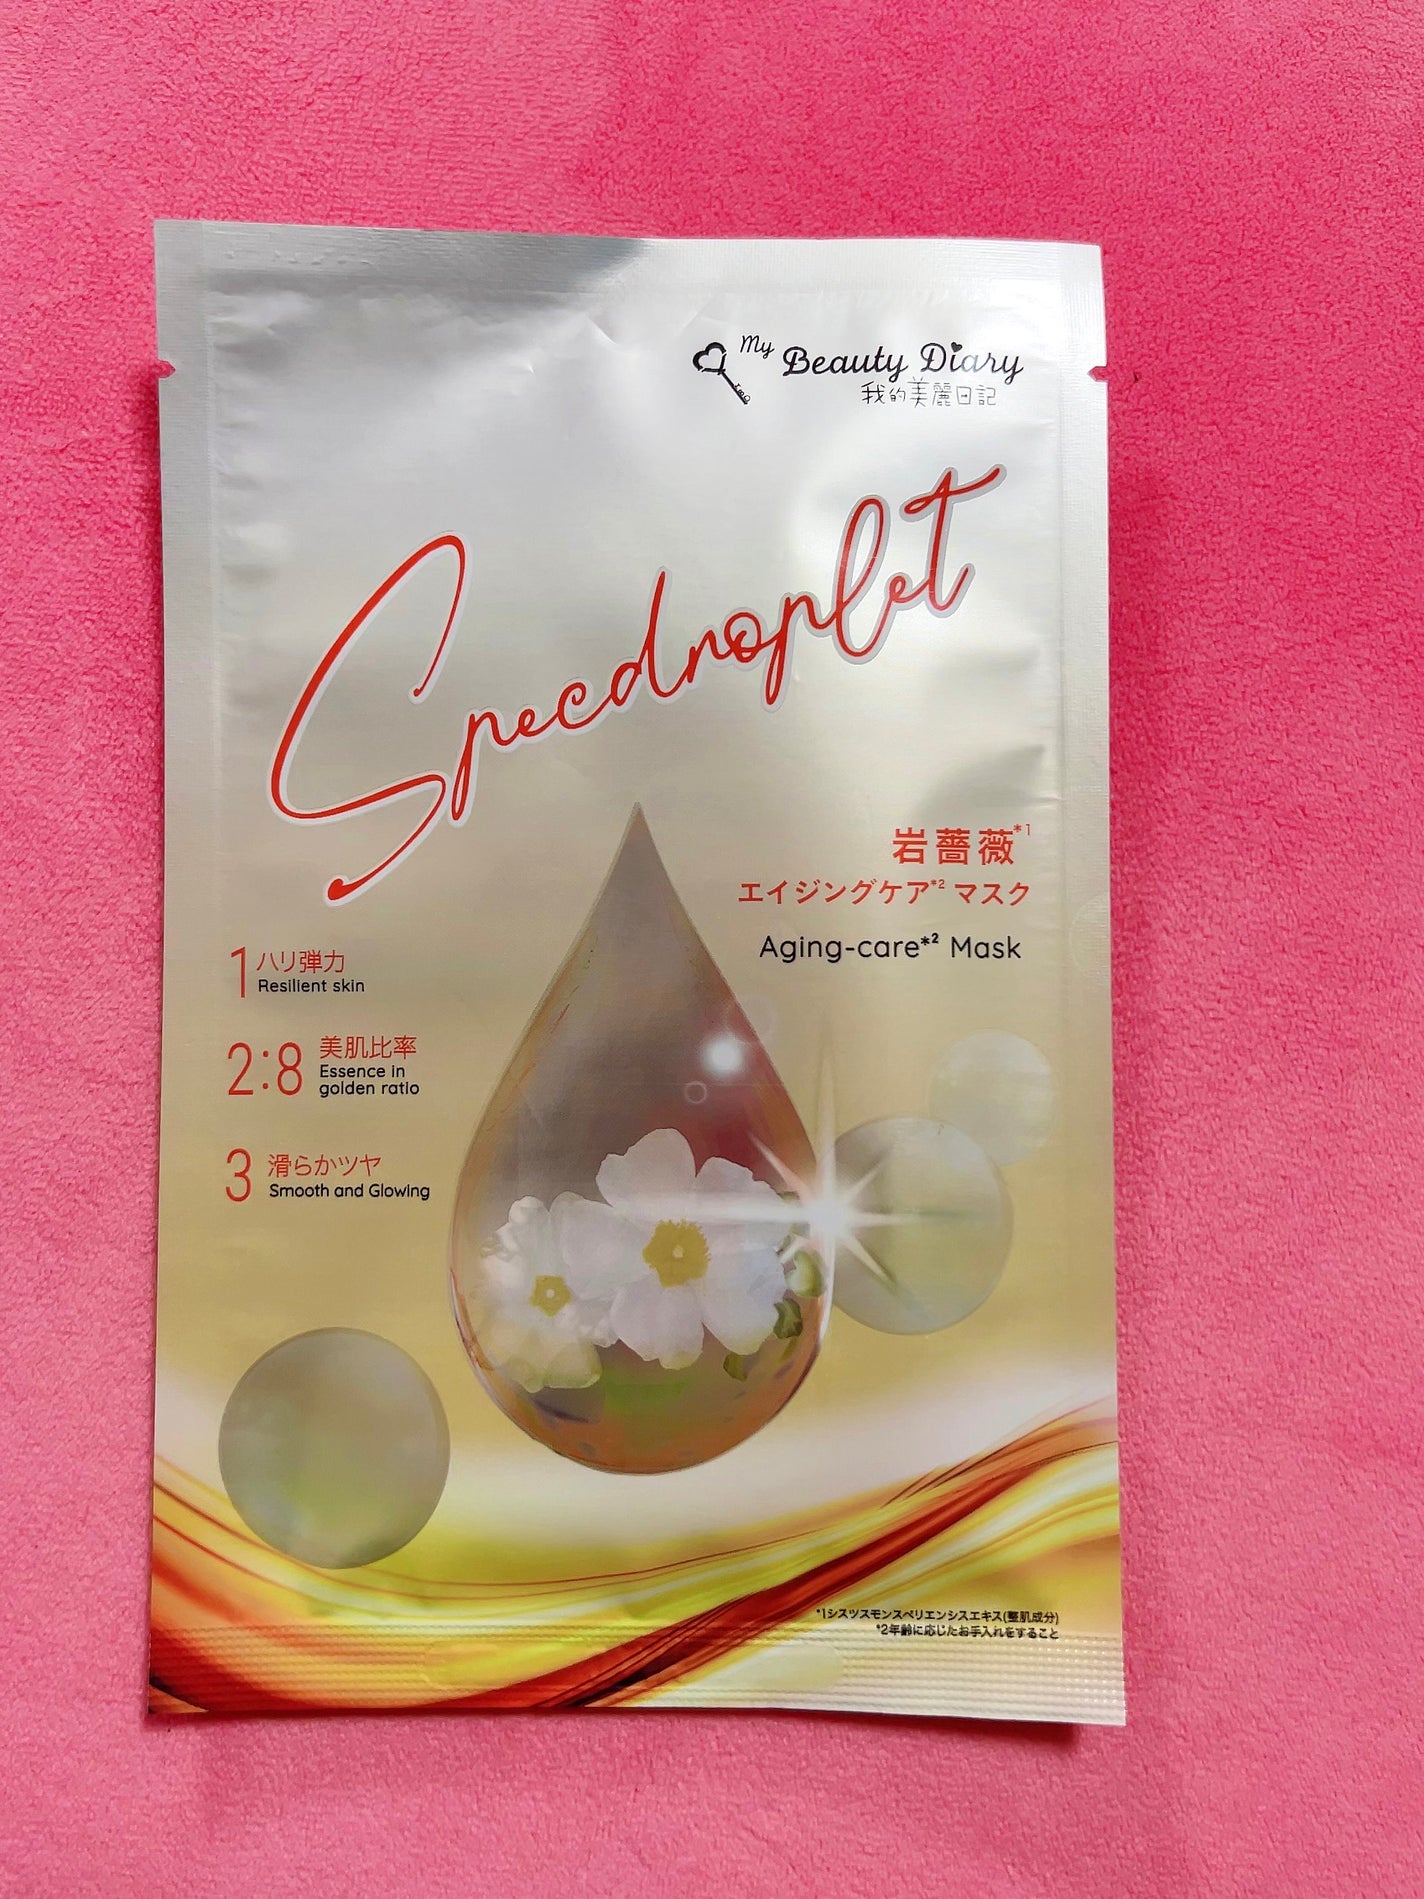 My Beauty Diary
我的美麗日記
Specdroplet
岩薔薇*1
エイジングケア*2 マスク
Aging-care*2 Mask
1 ハリ弾力
Resilient skin
2:8 美肌比率
Essence in
golden ratio
3 滑らかツヤ
Smooth and Glowing
*1シスツスモンスペリエンシスエキス(整肌成分)
*2年齢に応じたお手入れをすること